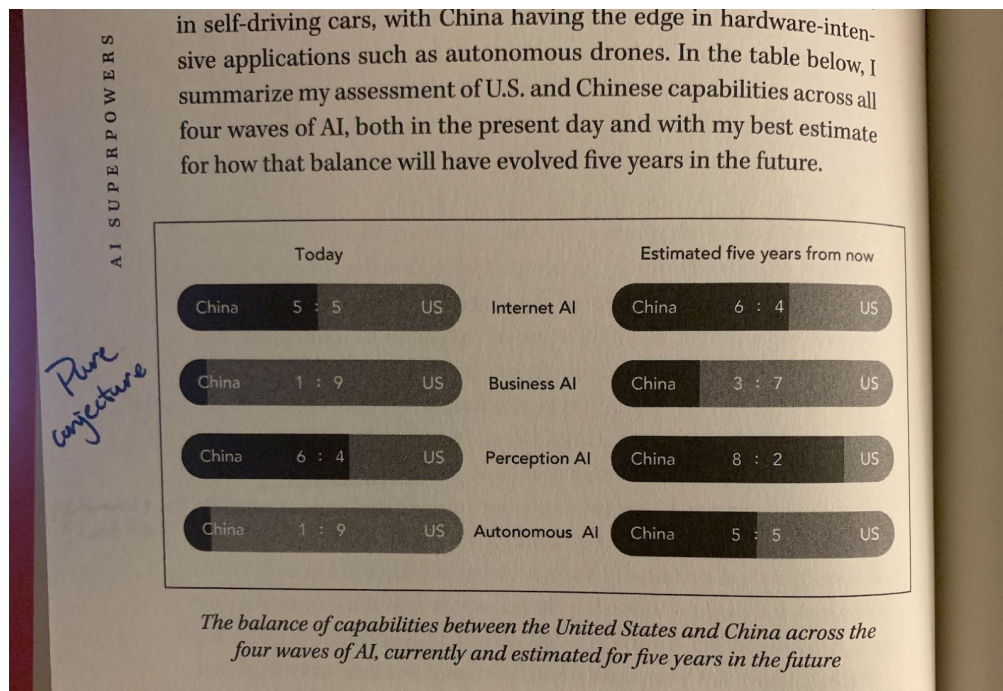 in self-driving cars, with China having the edge in hardware-inten-
sive applications such as autonomous drones. In the table below, I
summarize my assessment of U.S. and Chinese capabilities across all
four waves of AI, both in the present day and with my best estimate
for how that balance will have evolved five years in the future.
AI SUPERPOWERS
Pure
conjecture
Today
Estimated five years from now
China 5 : 5 US Internet AI China 6 : 4 US
China 1 : 9 US Business AI China 3 : 7 US
China 6 : 4 US Perception AI China 8 : 2 US
China 1 : 9 US Autonomous AI China 5 : 5 US
The balance of capabilities between the United States and China across the
four waves of AI, currently and estimated for five years in the future